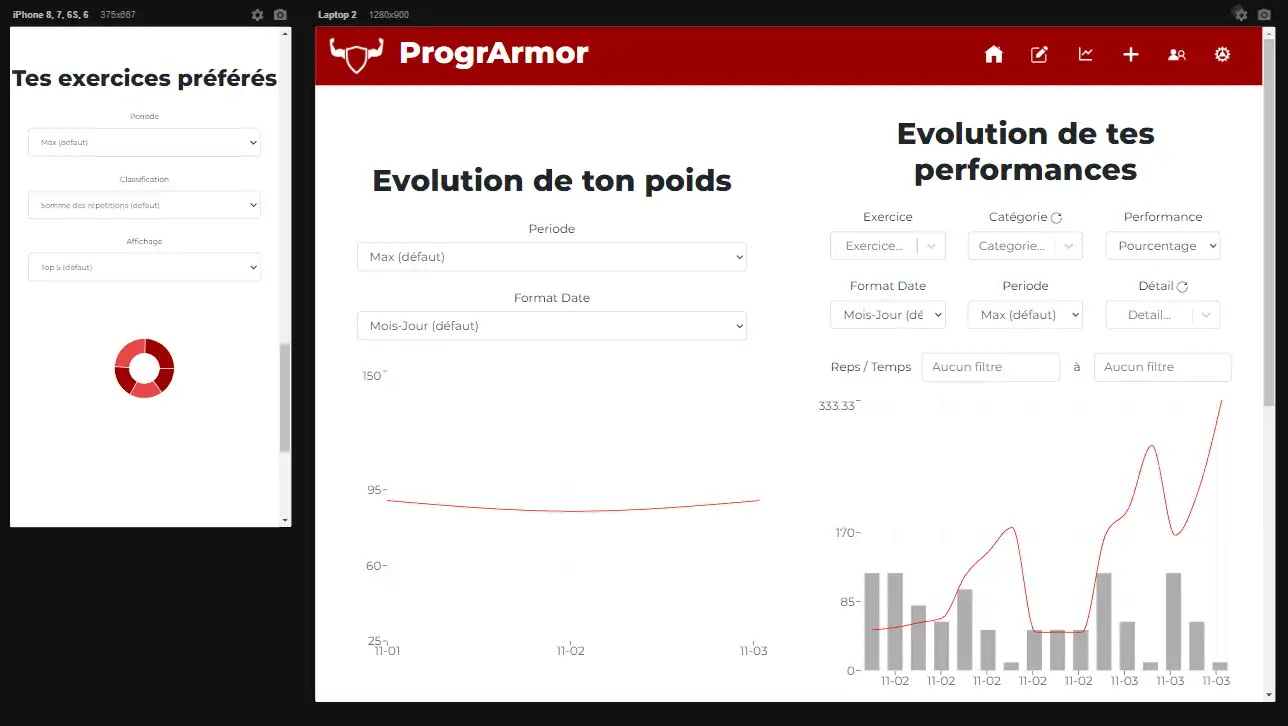 iPhone 8, 7, 6S, 6 375x667
Tes exercices préférés
Periode
Max (défaut)
Classification
Somme des répétitions (défaut)
Affichage
Top 5 (défaut)
Laptop 2 1280x900
ProgrArmor
Evolution de ton poids
Periode
Max (défaut)
Format Date
Mois-Jour (défaut)
150
95
60
25
11-01 11-02 11-03
Evolution de tes
performances
Exercice Catégorie Performance
Exercice... Categorie... Pourcentage
Format Date Periode Détail
Mois-Jour (dé Max (défaut) Detail...
Reps / Temps Aucun filtre à Aucun filtre
333.33
170
85
0
11-02 11-02 11-02 11-02 11-02 11-03 11-03 11-03